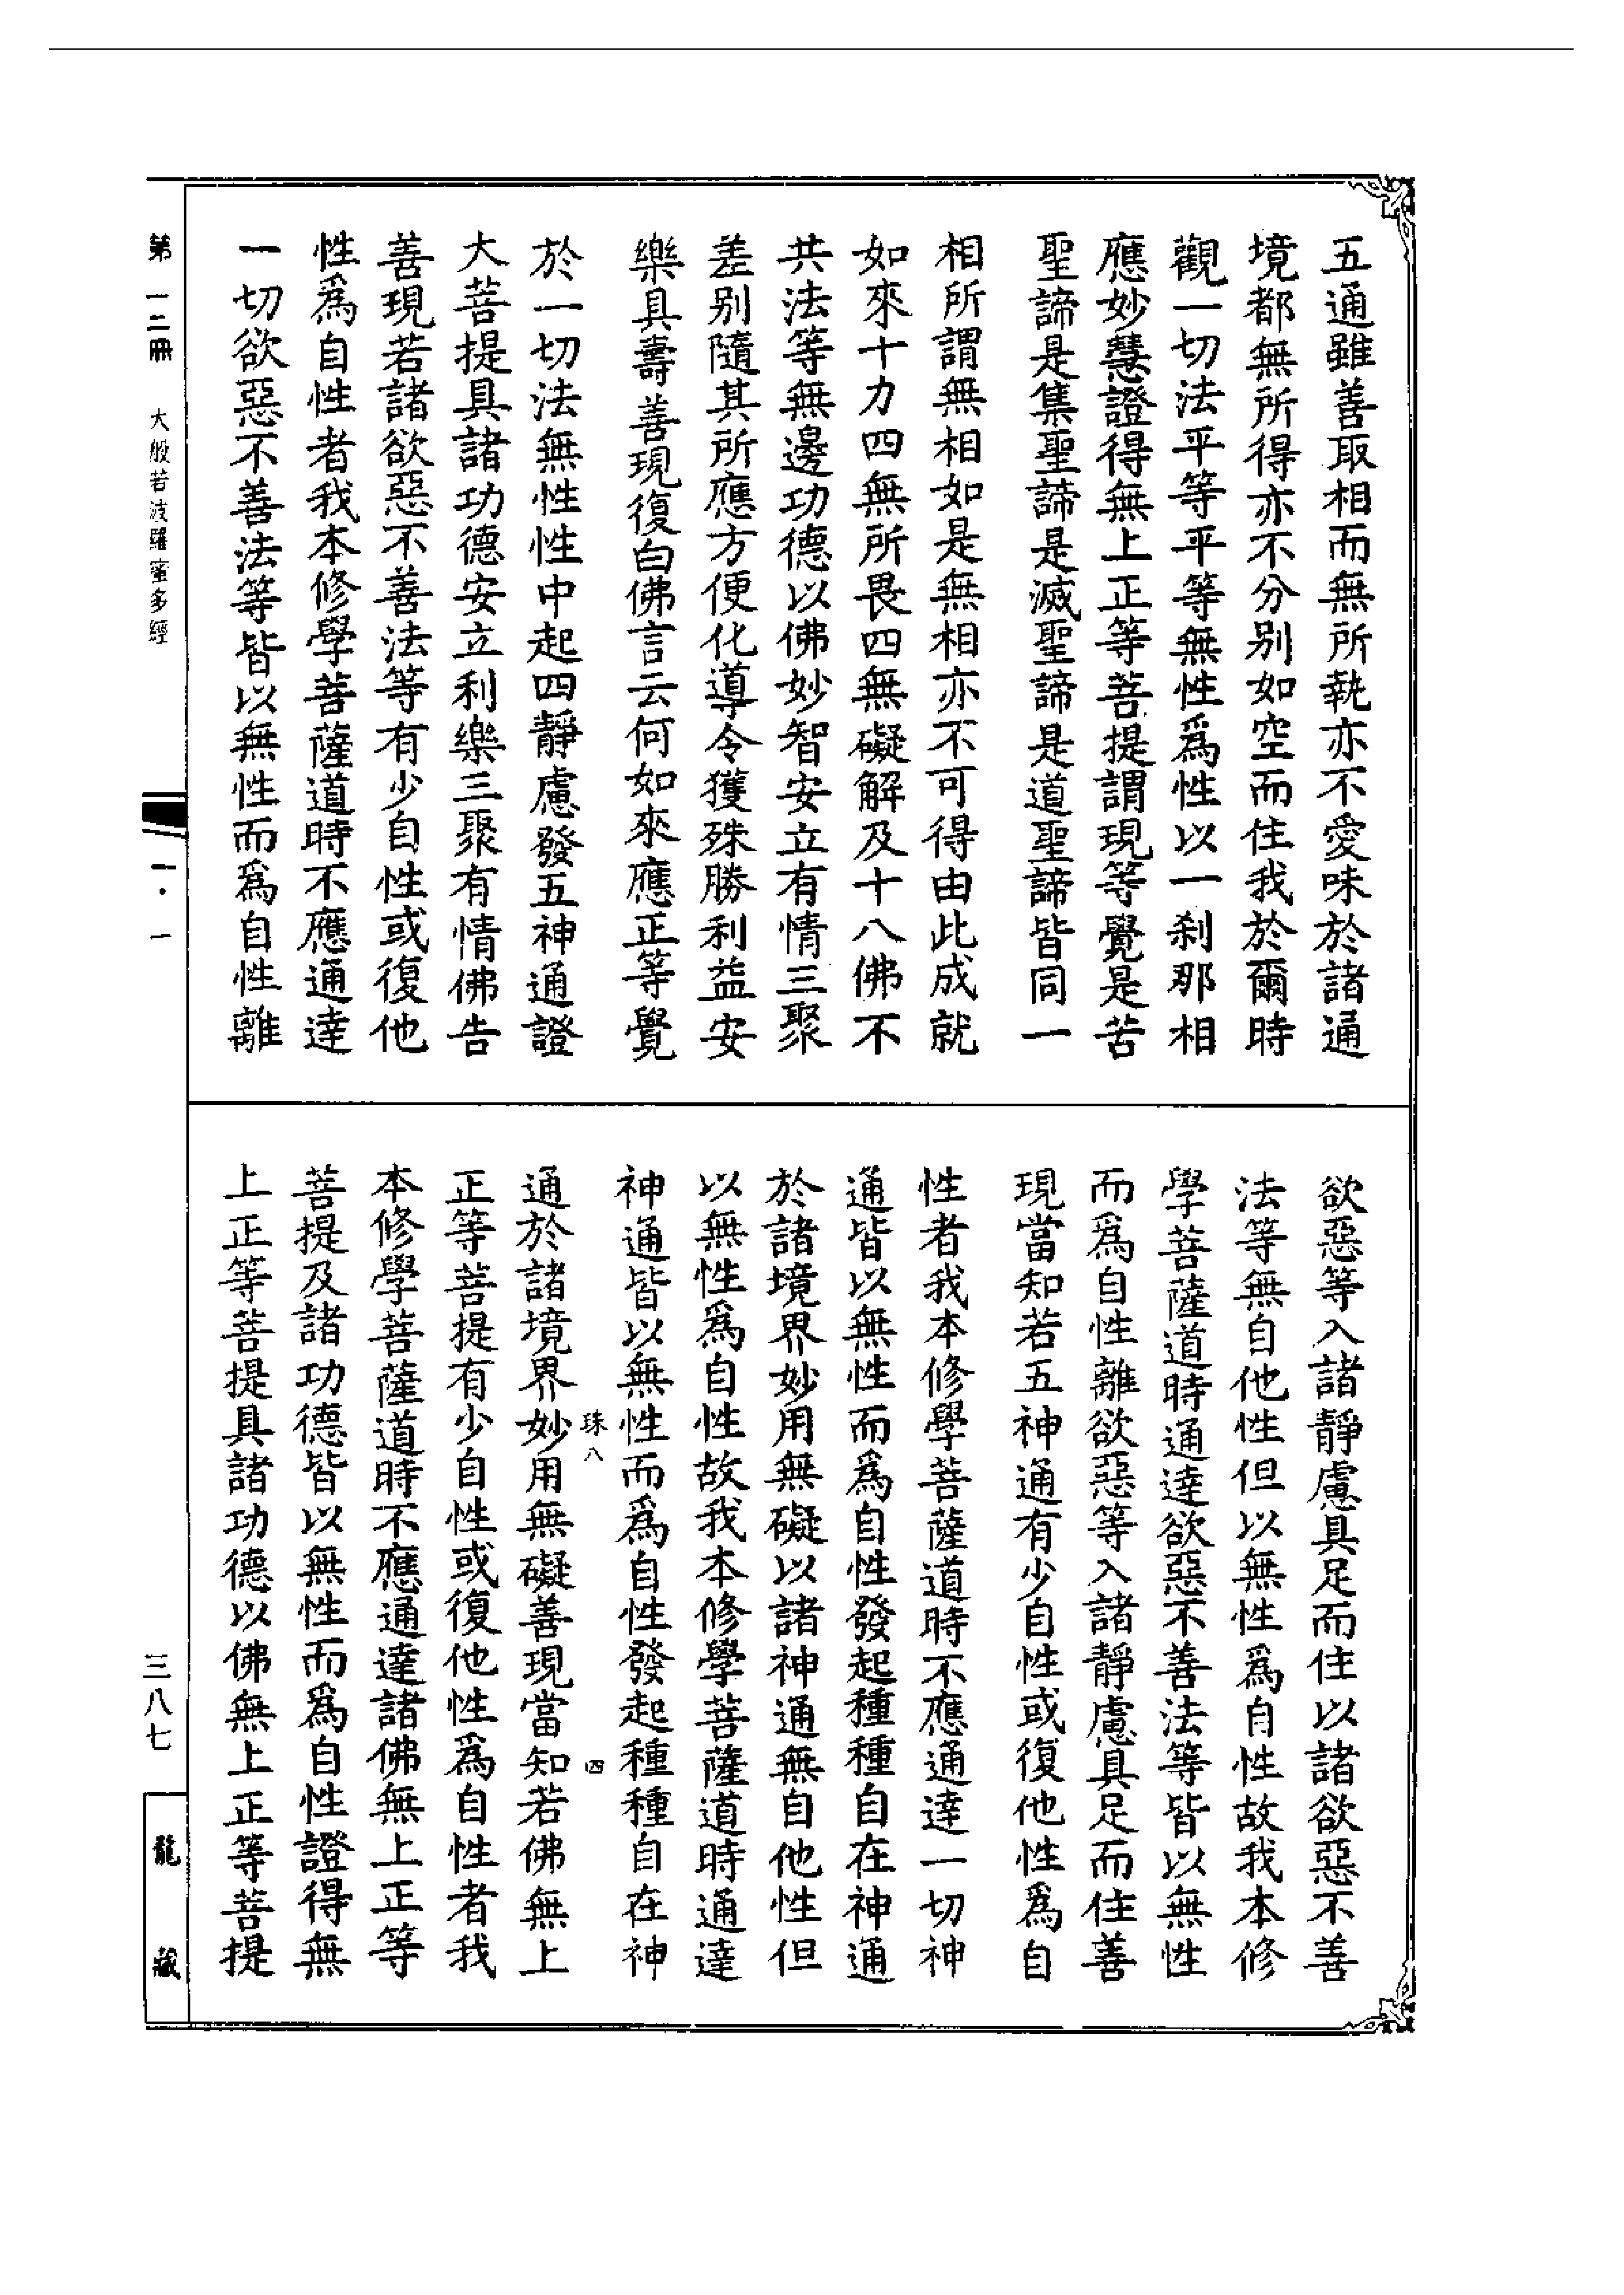 五通雖善取相而無所執亦不愛味於諸通
境都無所得亦不分別如空而住我於爾時
觀一切法平等平等無性爲性以一刹那相
應妙慧證得無上正等菩提謂現等覺是苦
聖諦是集聖諦是滅聖諦是道聖諦皆同一
相所謂無相如是無相亦不可得由此成就
如來十力四無所畏四無礙解及十八佛不
共法等無邊功德以佛妙智安立有情三聚
差別隨其所應方便化導令獲殊勝利益安
樂具壽善現復白佛言云何如來應正等覺
於一切法無性性中起四靜慮發五神通證
大菩提具諸功德安立利樂三聚有情佛告
善現若諸欲惡不善法等有少自性或復他
性爲自性者我本修學菩薩道時不應通達
一切欲惡不善法等皆以無性而爲自性離
欲惡等入諸靜慮具足而住以諸欲惡不善
法等無自他性但以無性爲自性故我本修
學菩薩道時通達欲惡不善法等皆以無性
而爲自性離欲惡等入諸靜慮具足而住善
現當知若五神通有少自性或復他性爲自
性者我本修學菩薩道時不應通達一切神
通皆以無性而爲自性發起種種自在神通
於諸境界妙用無礙以諸神通無自他性但
以無性爲自性故我本修學菩薩道時通達
神通皆以無性而爲自性發起種種自在神
珠八 四
通於諸境界妙用無礙善現當知若佛無上
正等菩提有少自性或復他性爲自性者我
本修學菩薩道時不應通達諸佛無上正等
菩提及諸功德皆以無性而爲自性證得無
上正等菩提具諸功德以佛無上正等菩提
第一二冊 大般若波羅蜜多經 一·一 三八七 龍藏